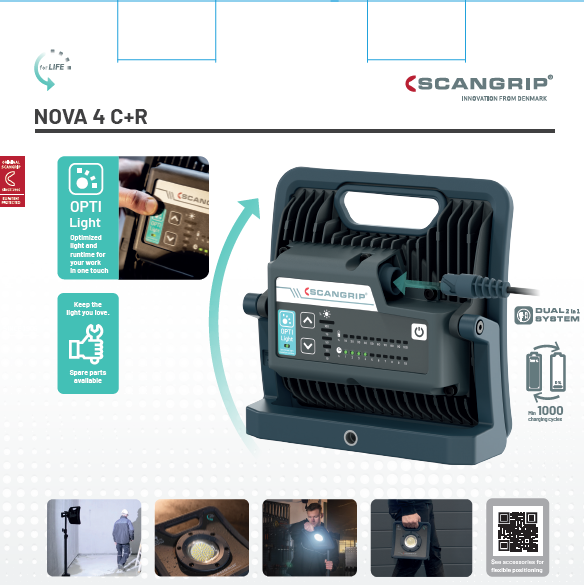 for LIFE
SCANGRIP®
INNOVATION FROM DENMARK
NOVA 4 C+R
ORIGINAL
SCANGRIP
OPTI
Light
Optimized
light and
runtime for
your work
in one touch
SCANG
Keep the
light you love.
Spare parts
available
SCANGRIP®
OPTI
Light
DUAL 2 in 1
SYSTEM
Min 1000
charging cycles
See accessories for
flexible positioning